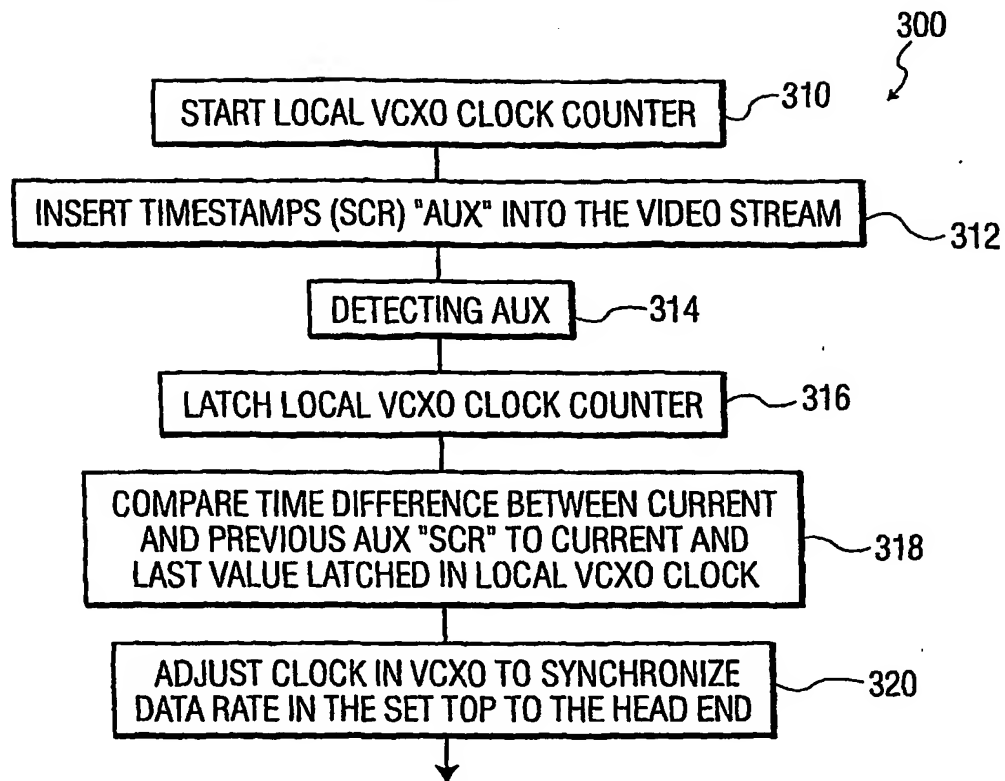 300
START LOCAL VCXO CLOCK COUNTER
310
INSERT TIMESTAMPS (SCR) "AUX" INTO THE VIDEO STREAM
312
DETECTING AUX
314
LATCH LOCAL VCXO CLOCK COUNTER
316
COMPARE TIME DIFFERENCE BETWEEN CURRENT
AND PREVIOUS AUX "SCR" TO CURRENT AND
LAST VALUE LATCHED IN LOCAL VCXO CLOCK
318
ADJUST CLOCK IN VCXO TO SYNCHRONIZE
DATA RATE IN THE SET TOP TO THE HEAD END
320